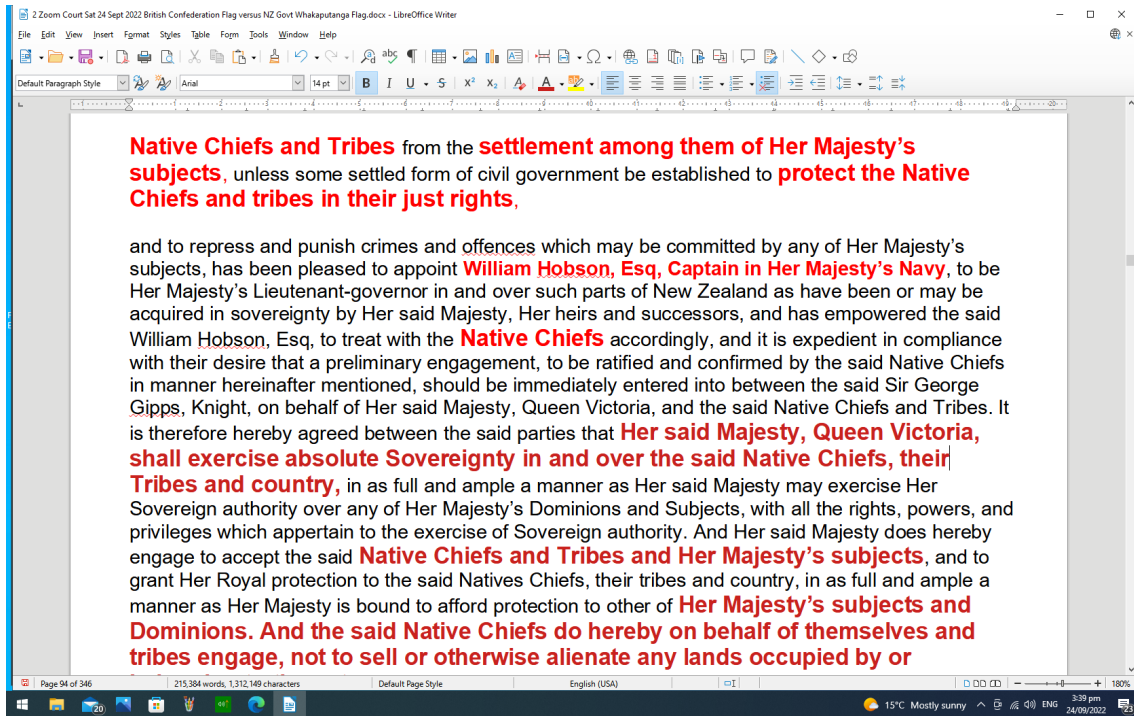 2 Zoom Court Sat 24 Sept 2022 British Confederation Flag versus NZ Govt Whakaputanga Flag.docx - LibreOffice Writer
File Edit View Insert Format Styles Table Form Tools Window Help
Default Paragraph Style Arial 14 pt
Native Chiefs and Tribes from the settlement among them of Her Majesty’s
subjects, unless some settled form of civil government be established to protect the Native
Chiefs and tribes in their just rights,
and to repress and punish crimes and offences which may be committed by any of Her Majesty’s
subjects, has been pleased to appoint William Hobson, Esq, Captain in Her Majesty’s Navy, to be
Her Majesty’s Lieutenant-governor in and over such parts of New Zealand as have been or may be
acquired in sovereignty by Her said Majesty, Her heirs and successors, and has empowered the said
William Hobson, Esq, to treat with the Native Chiefs accordingly, and it is expedient in compliance
with their desire that a preliminary engagement, to be ratified and confirmed by the said Native Chiefs
in manner hereinafter mentioned, should be immediately entered into between the said Sir George
Gipps, Knight, on behalf of Her said Majesty, Queen Victoria, and the said Native Chiefs and Tribes. It
is therefore hereby agreed between the said parties that Her said Majesty, Queen Victoria,
shall exercise absolute Sovereignty in and over the said Native Chiefs, their
Tribes and country, in as full and ample a manner as Her said Majesty may exercise Her
Sovereign authority over any of Her Majesty’s Dominions and Subjects, with all the rights, powers, and
privileges which appertain to the exercise of Sovereign authority. And Her said Majesty does hereby
engage to accept the said Native Chiefs and Tribes and Her Majesty’s subjects, and to
grant Her Royal protection to the said Natives Chiefs, their tribes and country, in as full and ample a
manner as Her Majesty is bound to afford protection to other of Her Majesty’s subjects and
Dominions. And the said Native Chiefs do hereby on behalf of themselves and
tribes engage, not to sell or otherwise alienate any lands occupied by or
Page 94 of 346 215,384 words, 1,312,149 characters Default Page Style English (USA) 180%
20 15°C Mostly sunny ENG 3:39 pm
24/09/2022 23